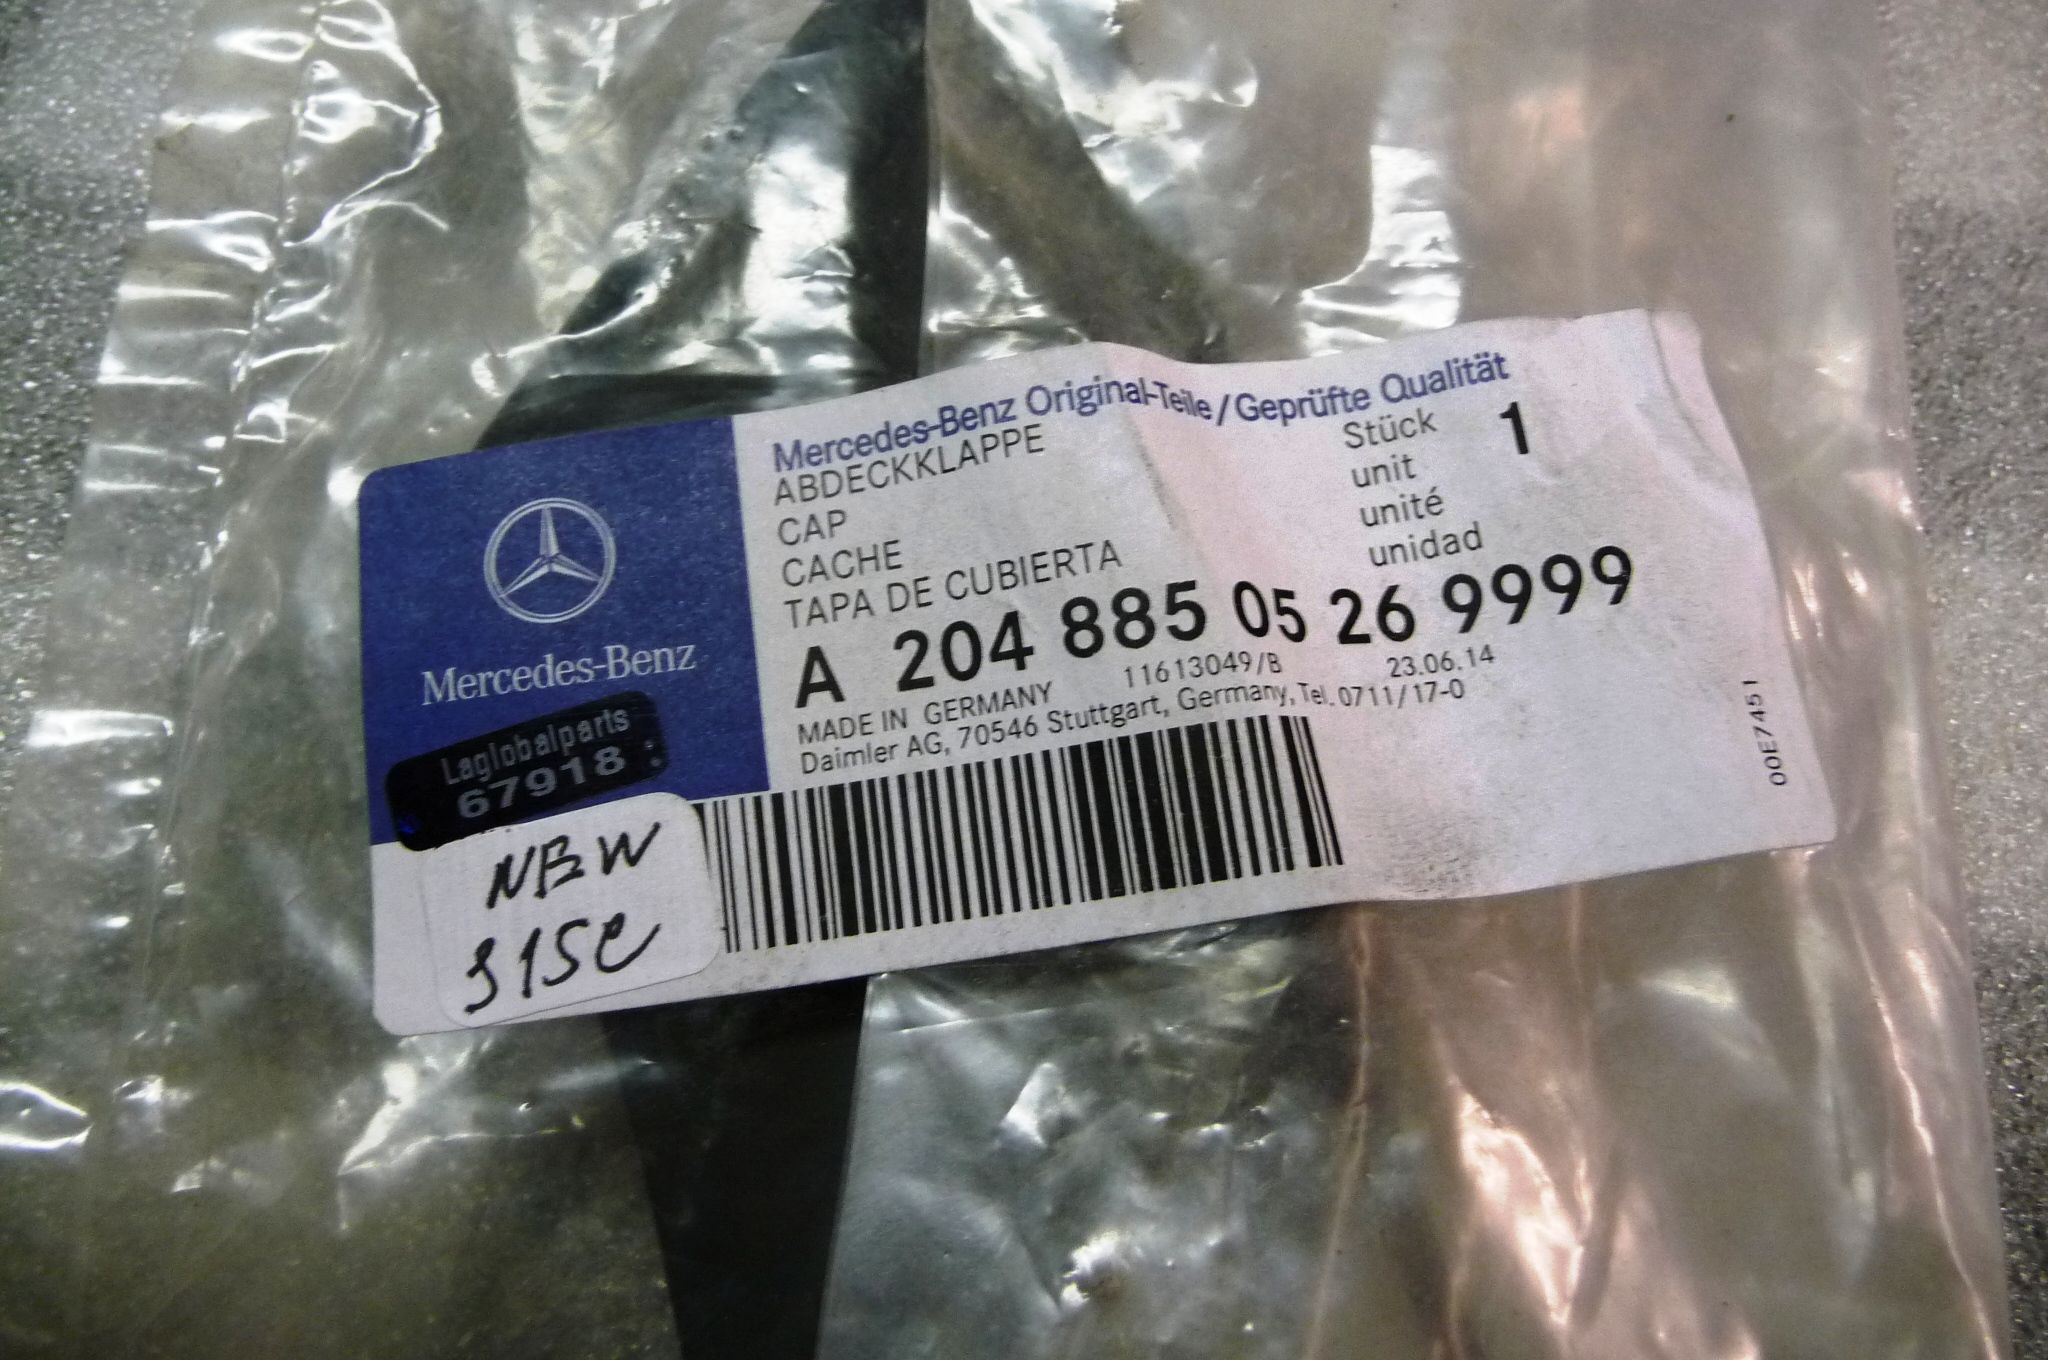 Mercedes-Benz Original-Teile/Geprüfte Qualität
ABDECKKLAPPE
CAP
CACHE
TAPA DE CUBIERTA
Stück 1
unit
unité
unidad
A 204 885 05 26 9999
11613049/B 23.06.14
MADE IN GERMANY
Daimler AG, 70546 Stuttgart, Germany, Tel. 0711/17-0
00E7451
Mercedes-Benz
Laglobalparts
67918
NEW
S15C